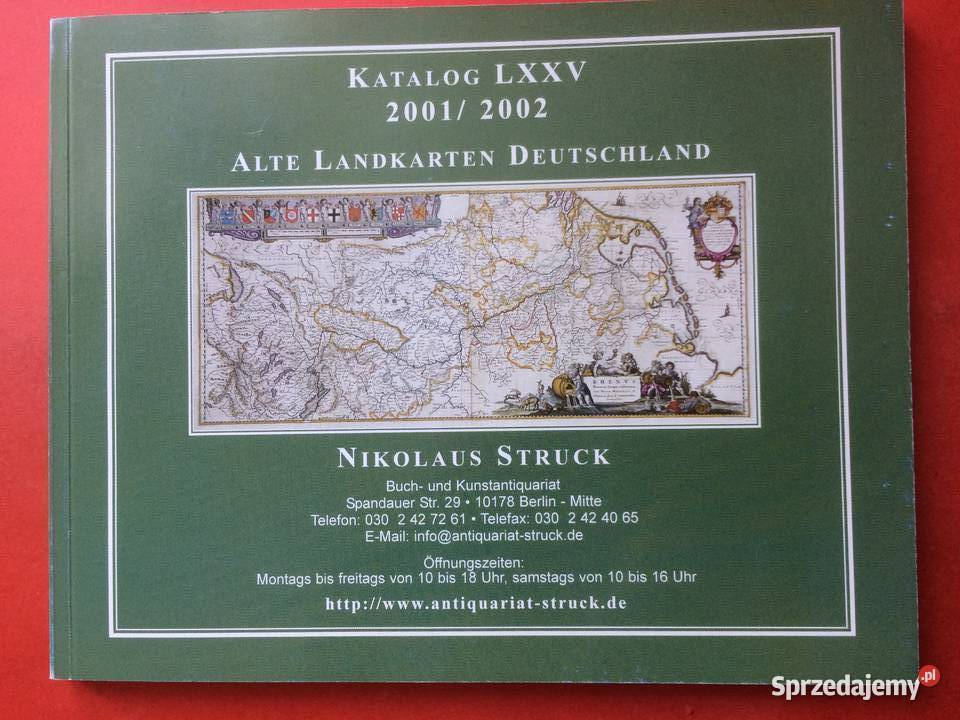 KATALOG LXXV
2001/ 2002
ALTE LANDKARTEN DEUTSCHLAND
RHENVS
NIKOLAUS STRUCK
Buch- und Kunstantiquariat
Spandauer Str. 29 • 10178 Berlin - Mitte
Telefon: 030 2 42 72 61 • Telefax: 030 2 42 40 65
E-Mail: info@antiquariat-struck.de
Öffnungszeiten:
Montags bis freitags von 10 bis 18 Uhr, samstags von 10 bis 16 Uhr
http://www.antiquariat-struck.de
Sprzedajemy.pl